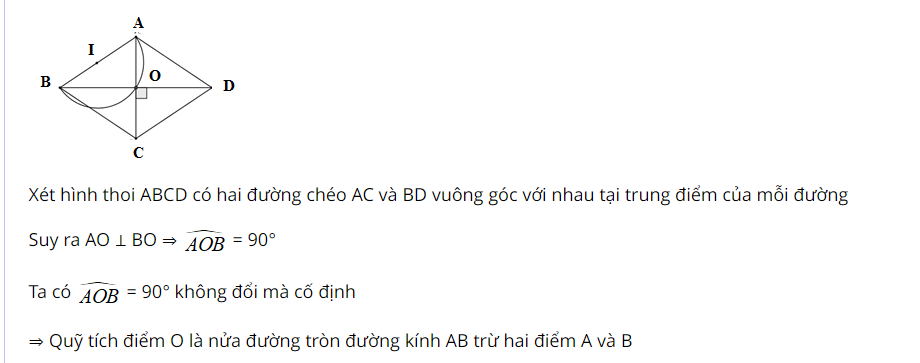 A
I
B
O
D
C
Xét hình thoi ABCD có hai đường chéo AC và BD vuông góc với nhau tại trung điểm của mỗi đường
Suy ra AO ⊥ BO ⇒ \widehat{AOB} = 90°
Ta có \widehat{AOB} = 90° không đổi mà cố định
⇒ Quỹ tích điểm O là nửa đường tròn đường kính AB trừ hai điểm A và B